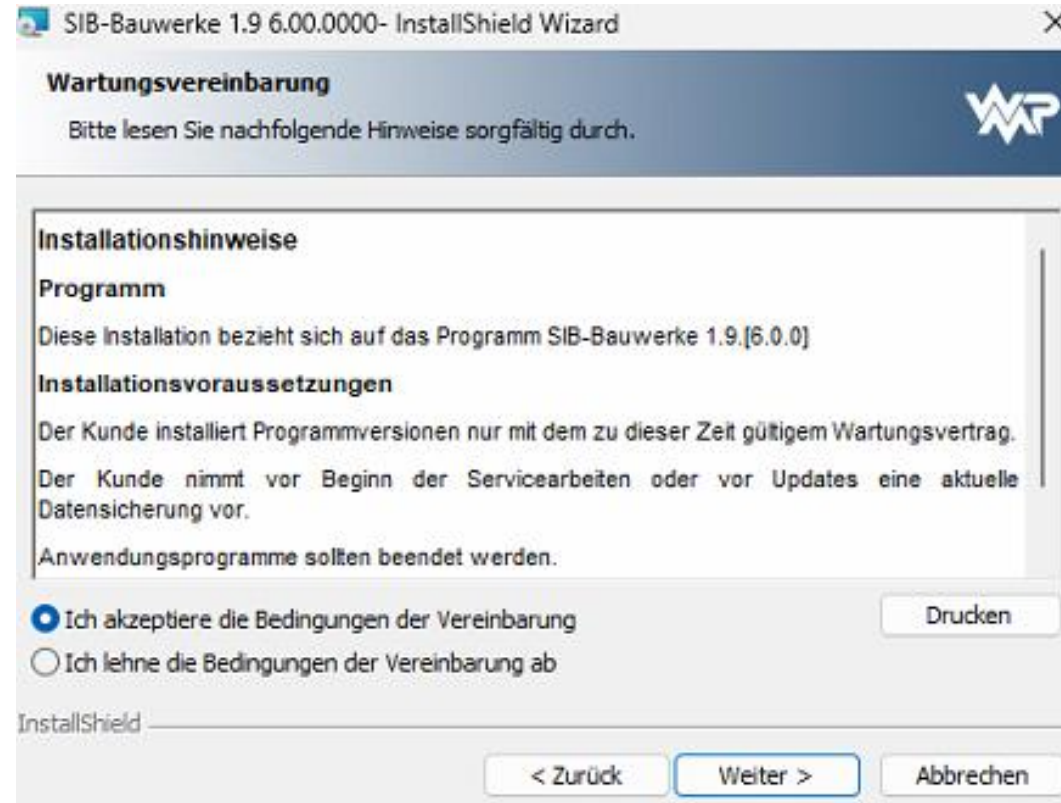 SIB-Bauwerke 1.9 6.00.0000- InstallShield Wizard
Wartungsvereinbarung
Bitte lesen Sie nachfolgende Hinweise sorgfältig durch.
WMP
Installationshinweise
Programm
Diese Installation bezieht sich auf das Programm SIB-Bauwerke 1.9.[6.0.0]
Installationsvoraussetzungen
Der Kunde installiert Programmversionen nur mit dem zu dieser Zeit gültigem Wartungsvertrag.
Der Kunde nimmt vor Beginn der Servicearbeiten oder vor Updates eine aktuelle
Datensicherung vor.
Anwendungsprogramme sollten beendet werden.
Ich akzeptiere die Bedingungen der Vereinbarung
Drucken
Ich lehne die Bedingungen der Vereinbarung ab
InstallShield
< Zurück
Weiter >
Abbrechen